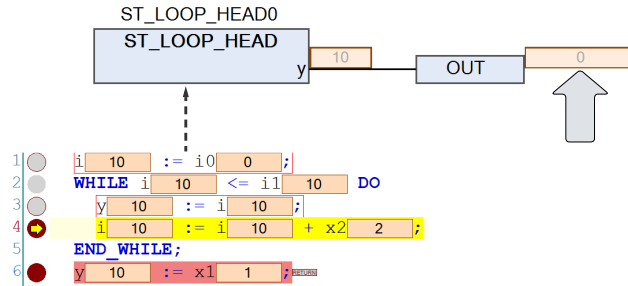 ST_LOOP_HEAD0
ST_LOOP_HEAD
y 10 OUT 0
1 i 10 := i0 0 ;
2 WHILE i 10 <= i1 10 DO
3 y 10 := i 10 ;
4 i 10 := i 10 + x2 2 ;
5 END_WHILE;
6 y 10 := x1 1 ; RETURN